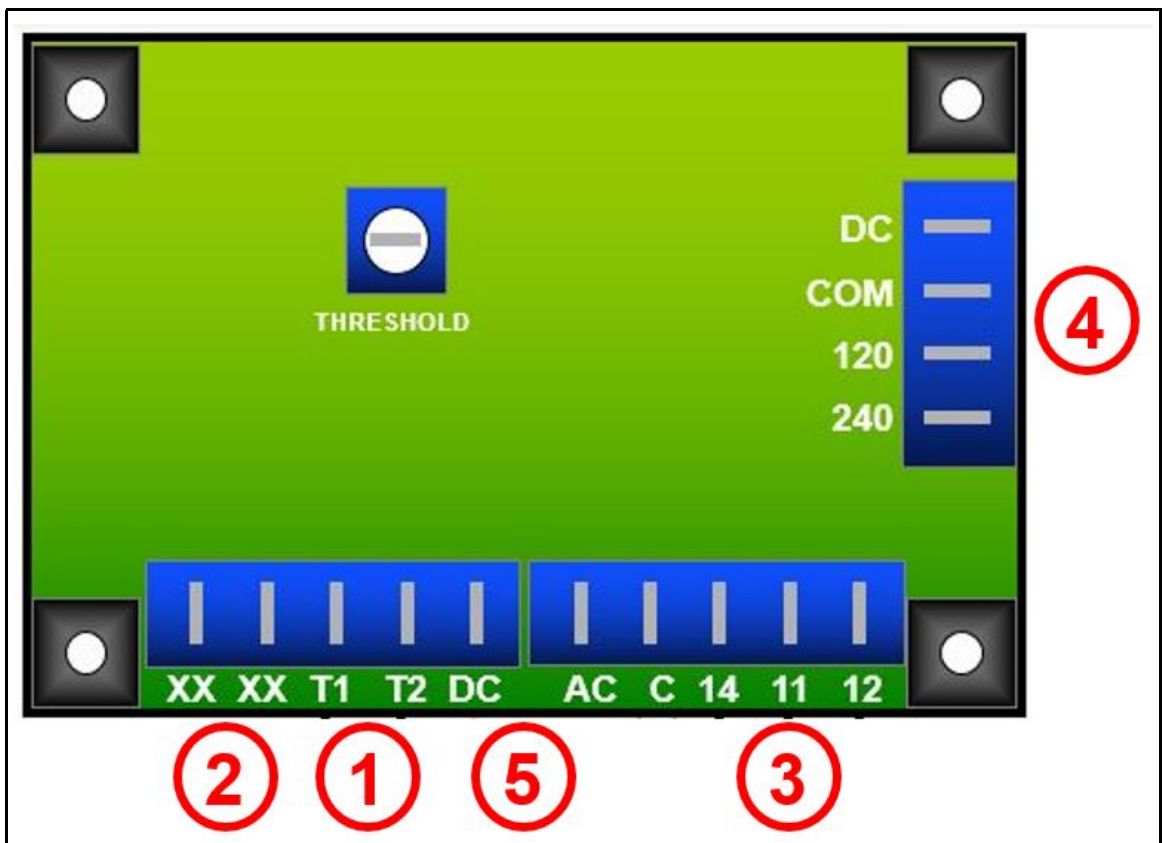 DC
COM
4
THRESHOLD
120
240
XX XX T1 T2 DC AC C 14 11 12
2 1 5 3